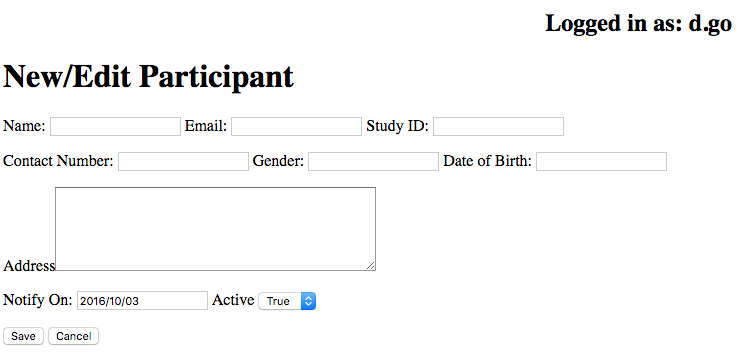 Logged in as: d.go
New/Edit Participant
Name: Email: Study ID:
Contact Number: Gender: Date of Birth:
Address
Notify On: 2016/10/03 Active True
Save Cancel